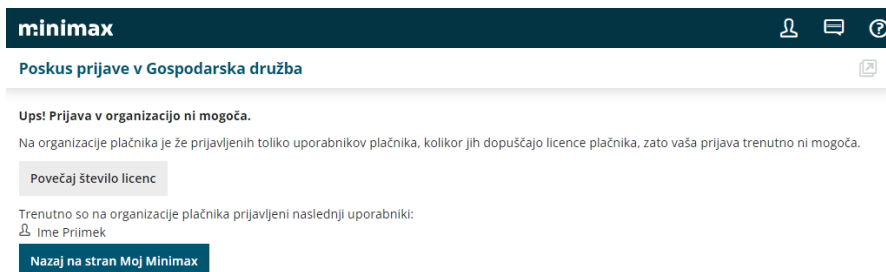 minimax
Poskus prijave v Gospodarska družba
Ups! Prijava v organizacijo ni mogoča.
Na organizacije plačnika je že prijavljenih toliko uporabnikov plačnika, kolikor jih dopuščajo licence plačnika, zato vaša prijava trenutno ni mogoča.
Povečaj število licenc
Trenutno so na organizacije plačnika prijavljeni naslednji uporabniki:
Ime Priimek
Nazaj na stran Moj Minimax